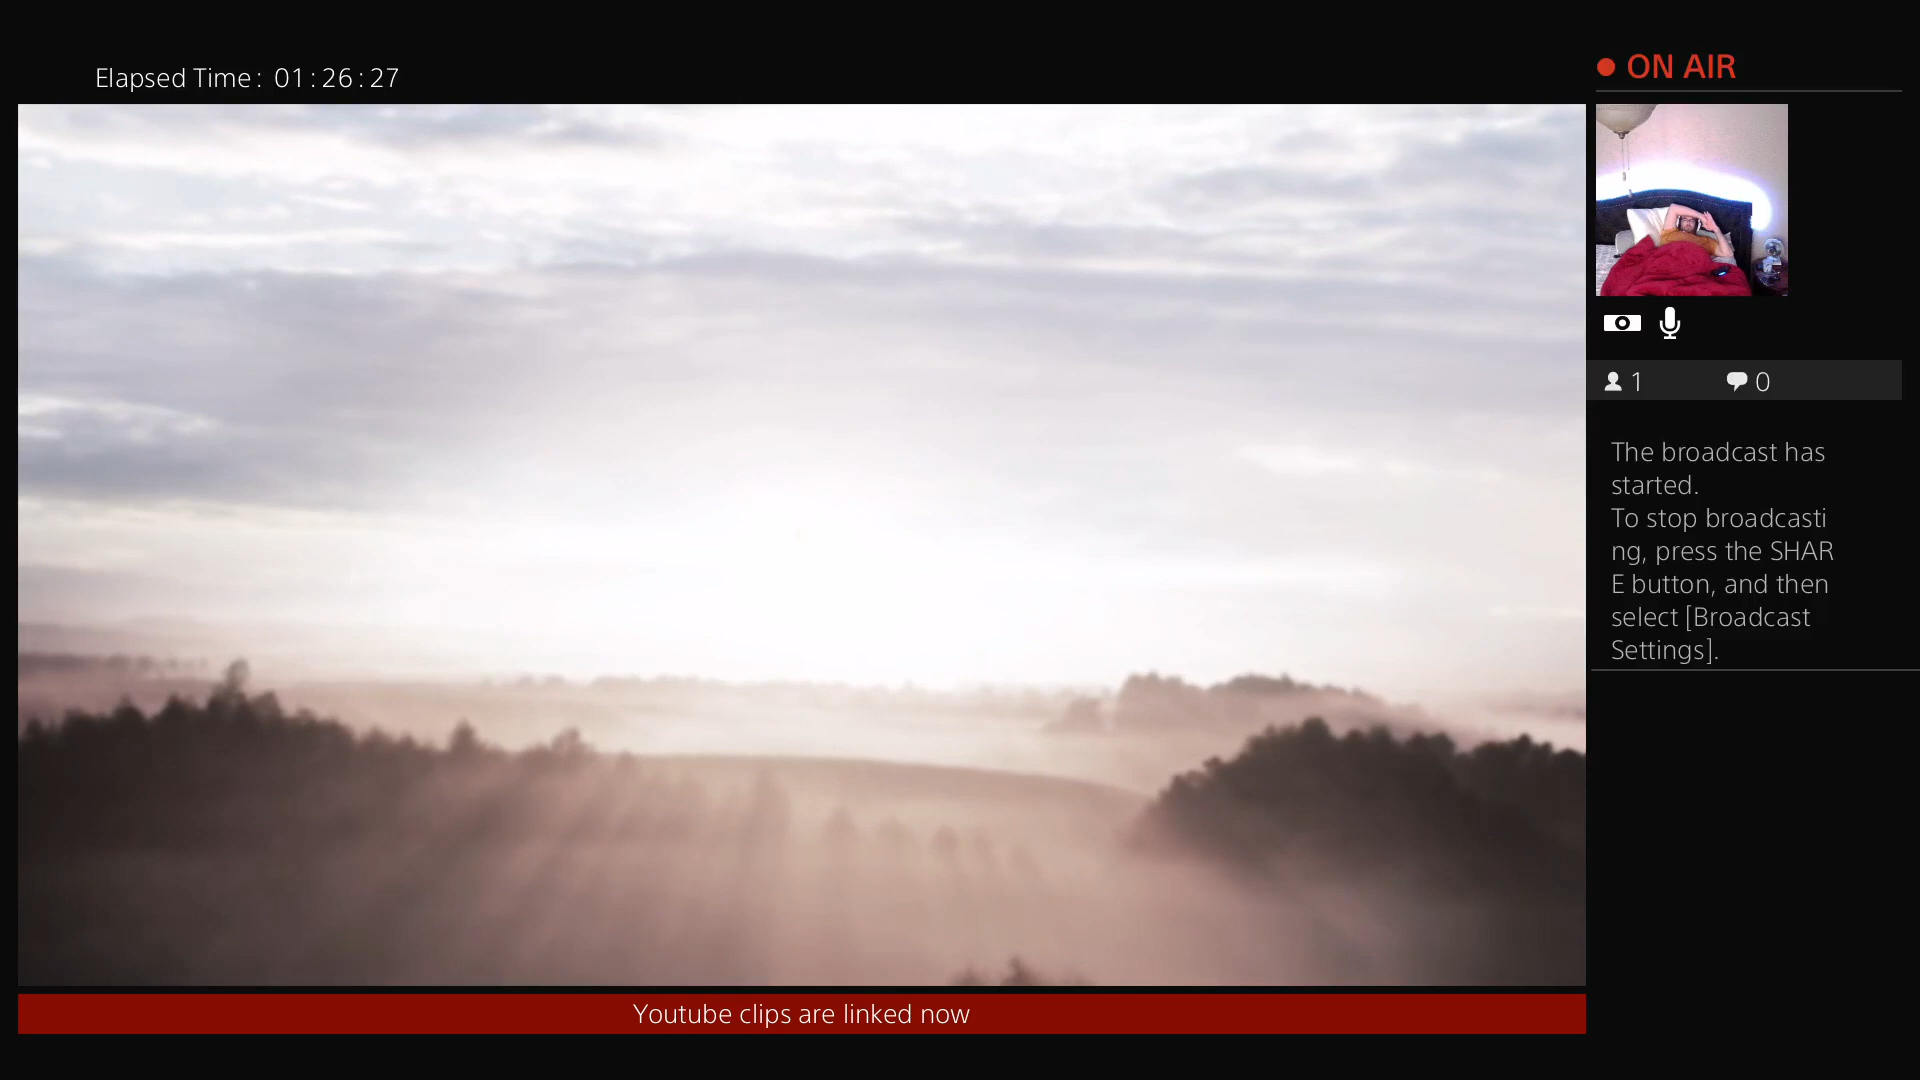 Elapsed Time: 01:26:27
ON AIR
1 0
The broadcast has
started.
To stop broadcasti
ng, press the SHAR
E button, and then
select [Broadcast
Settings].
Youtube clips are linked now